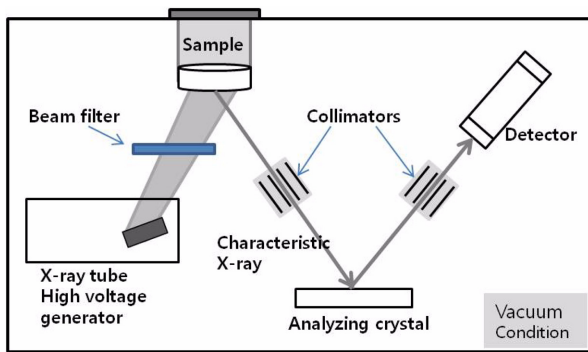 Sample
Beam filter
Collimators
Detector
Characteristic
X-ray
X-ray tube
High voltage
generator
Analyzing crystal
Vacuum
Condition